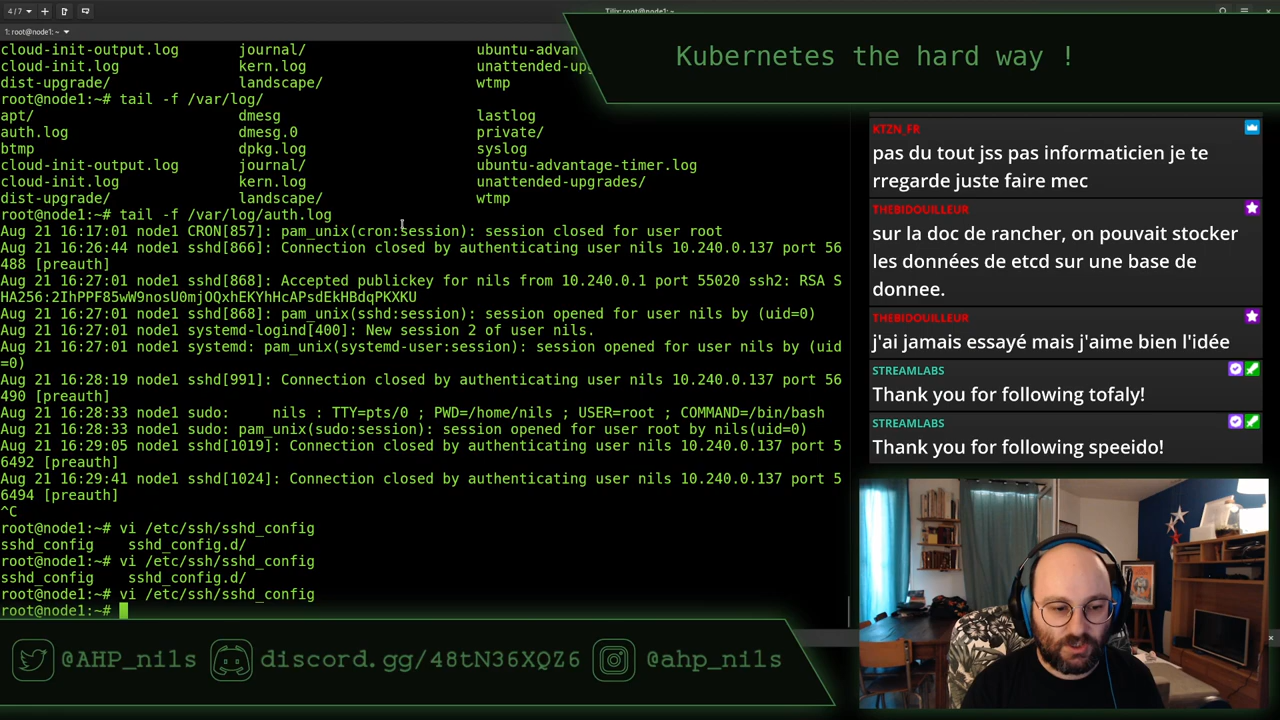 4 / 7
Tilix: root@node1: ~
1: root@node1: ~
cloud-init-output.log journal/ ubuntu-advan
cloud-init.log kern.log unattended-upg
dist-upgrade/ landscape/ wtmp
root@node1:~# tail -f /var/log/
apt/ dmesg lastlog
auth.log dmesg.0 private/
btmp dpkg.log syslog
cloud-init-output.log journal/ ubuntu-advantage-timer.log
cloud-init.log kern.log unattended-upgrades/
dist-upgrade/ landscape/ wtmp
root@node1:~# tail -f /var/log/auth.log
Aug 21 16:17:01 node1 CRON[857]: pam_unix(cron:session): session closed for user root
Aug 21 16:26:44 node1 sshd[866]: Connection closed by authenticating user nils 10.240.0.137 port 56
488 [preauth]
Aug 21 16:27:01 node1 sshd[868]: Accepted publickey for nils from 10.240.0.1 port 55020 ssh2: RSA S
HA256:2IhPPF85wW9nosU0mjOQxhEKYhHcAPsdEkHBdqPKXKU
Aug 21 16:27:01 node1 sshd[868]: pam_unix(sshd:session): session opened for user nils by (uid=0)
Aug 21 16:27:01 node1 systemd-logind[400]: New session 2 of user nils.
Aug 21 16:27:01 node1 systemd: pam_unix(systemd-user:session): session opened for user nils by (uid
=0)
Aug 21 16:28:19 node1 sshd[991]: Connection closed by authenticating user nils 10.240.0.137 port 56
490 [preauth]
Aug 21 16:28:33 node1 sudo: nils : TTY=pts/0 ; PWD=/home/nils ; USER=root ; COMMAND=/bin/bash
Aug 21 16:28:33 node1 sudo: pam_unix(sudo:session): session opened for user root by nils(uid=0)
Aug 21 16:29:05 node1 sshd[1019]: Connection closed by authenticating user nils 10.240.0.137 port 5
6492 [preauth]
Aug 21 16:29:41 node1 sshd[1024]: Connection closed by authenticating user nils 10.240.0.137 port 5
6494 [preauth]
^C
root@node1:~# vi /etc/ssh/sshd_config
sshd_config sshd_config.d/
root@node1:~# vi /etc/ssh/sshd_config
sshd_config sshd_config.d/
root@node1:~# vi /etc/ssh/sshd_config
root@node1:~#
Kubernetes the hard way !
KTZN_FR
pas du tout jss pas informaticien je te
rregarde juste faire mec
THEBIDOUILLEUR
sur la doc de rancher, on pouvait stocker
les données de etcd sur une base de
donnee.
THEBIDOUILLEUR
j'ai jamais essayé mais j'aime bien l'idée
STREAMLABS
Thank you for following tofaly!
STREAMLABS
Thank you for following speeido!
@AHP_nils discord.gg/48tN36XQZ6 @ahp_nils